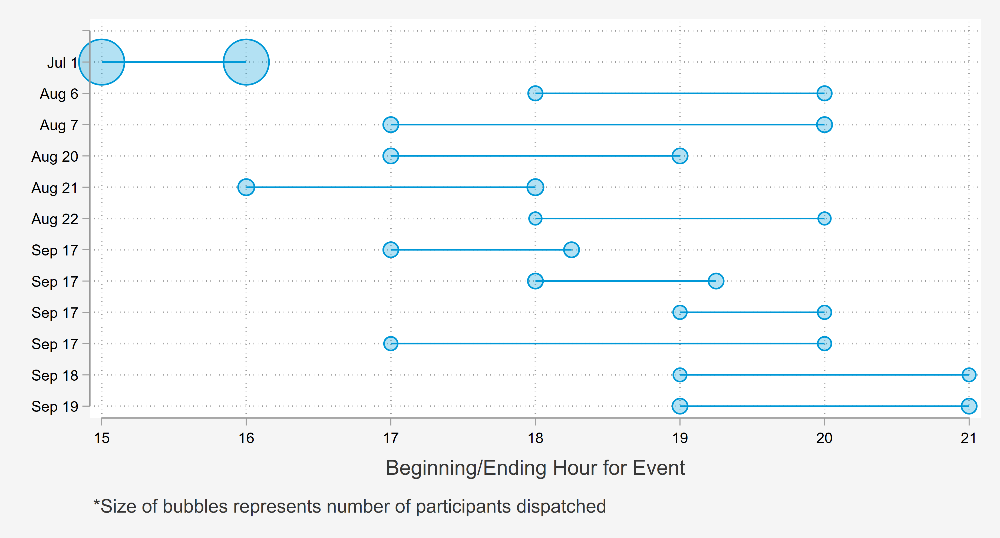 Jul 1
Aug 6
Aug 7
Aug 20
Aug 21
Aug 22
Sep 17
Sep 17
Sep 17
Sep 17
Sep 18
Sep 19
15 16 17 18 19 20 21
Beginning/Ending Hour for Event
*Size of bubbles represents number of participants dispatched